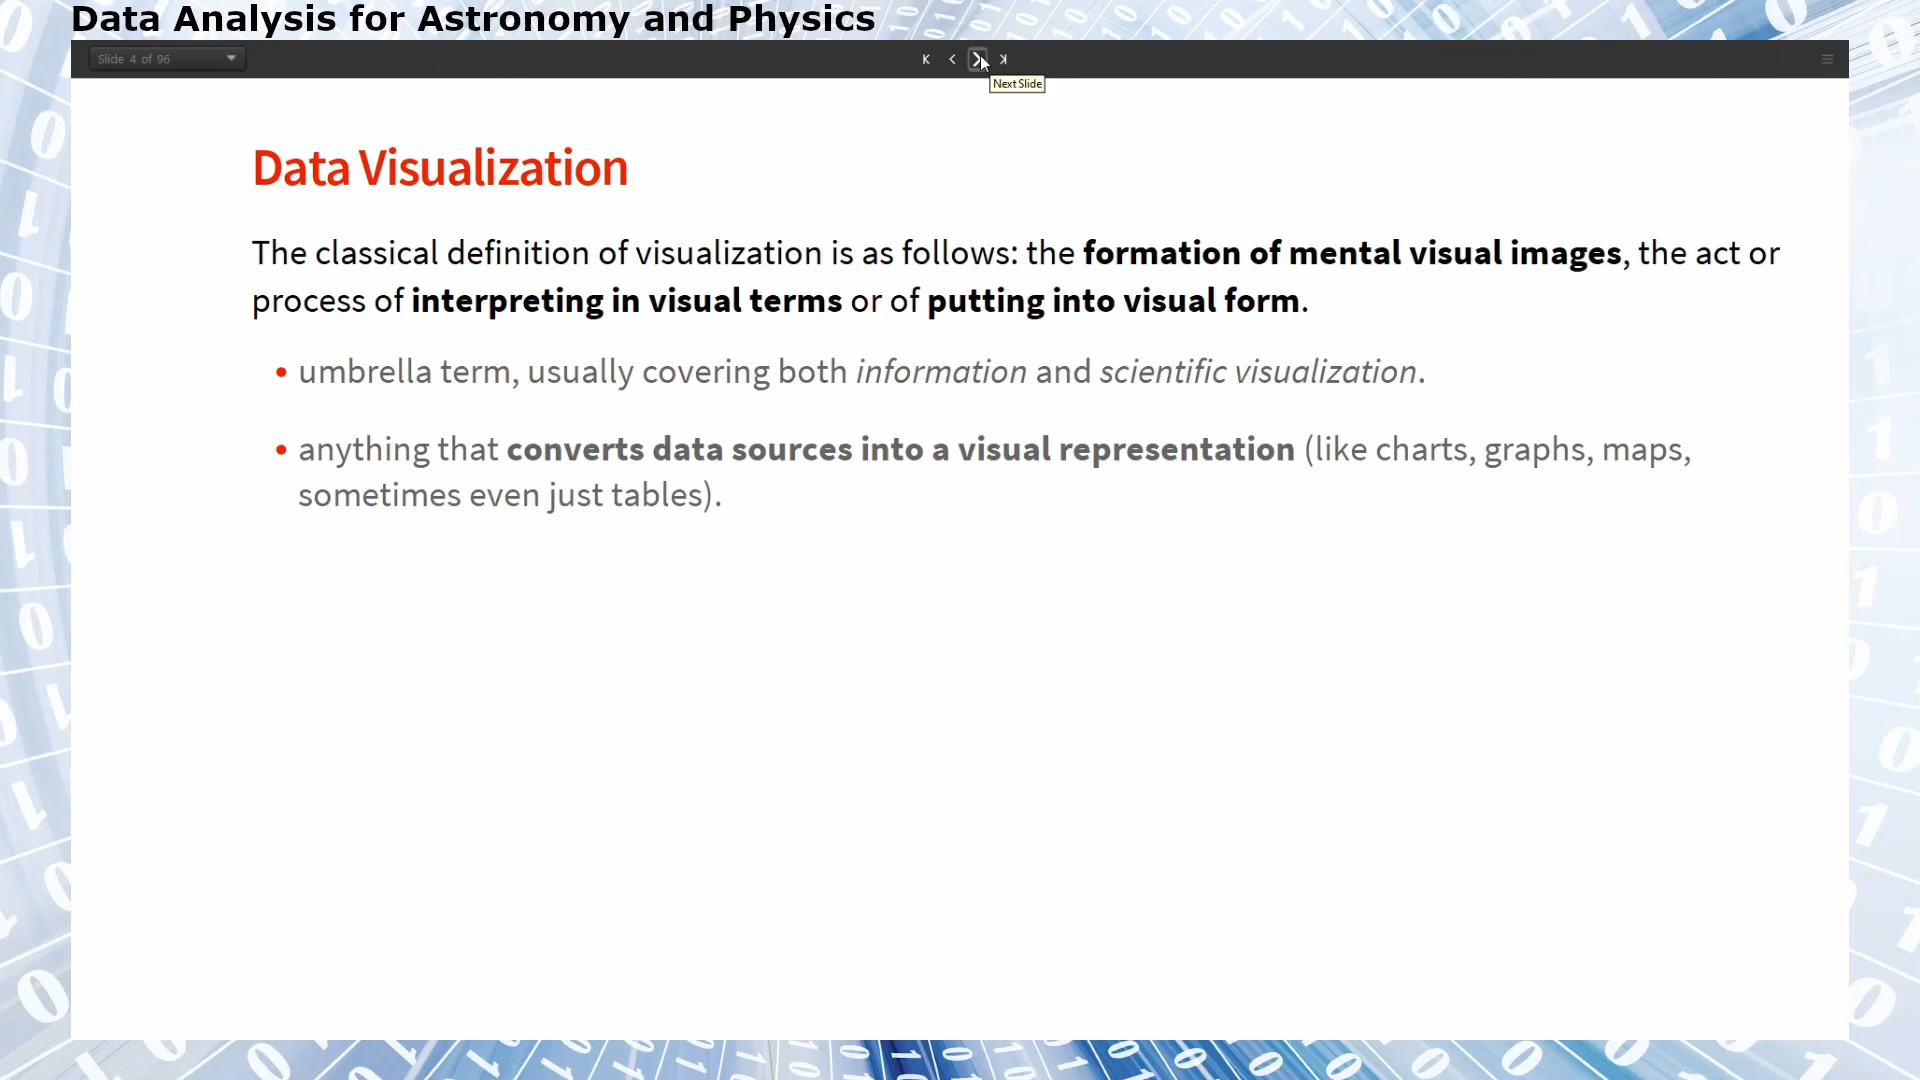 Data Analysis for Astronomy and Physics
Slide 4 of 96
Next Slide
Data Visualization
The classical definition of visualization is as follows: the formation of mental visual images, the act or
process of interpreting in visual terms or of putting into visual form.
• umbrella term, usually covering both information and scientific visualization.
• anything that converts data sources into a visual representation (like charts, graphs, maps,
sometimes even just tables).